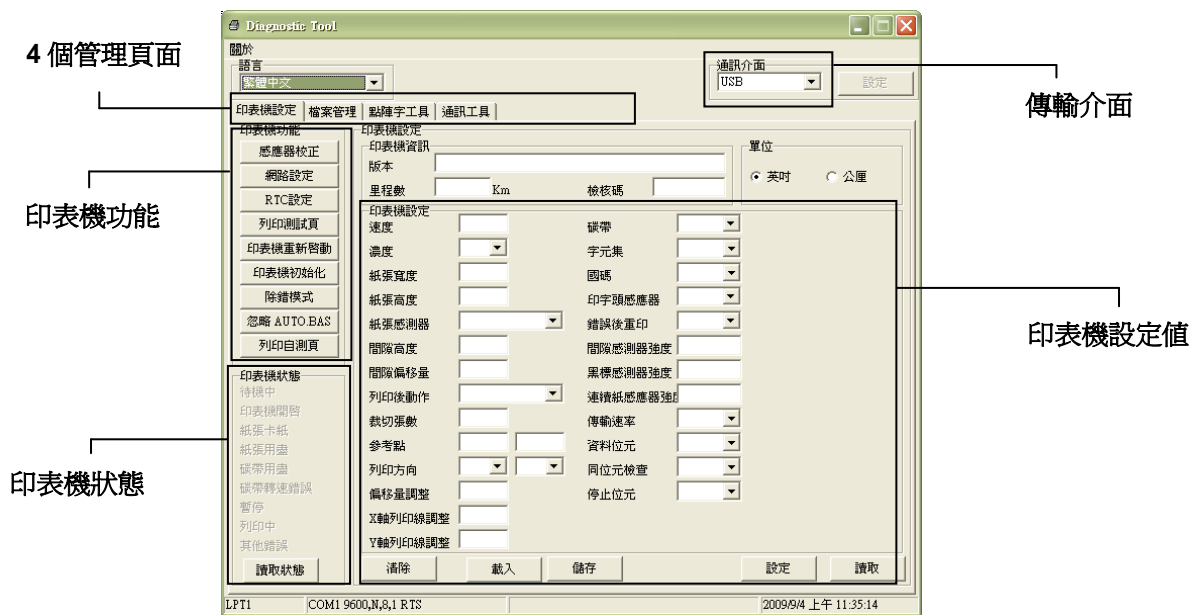 Diagnostic Tool
關於
語言
繁體中文
通訊介面
USB
設定
4 個管理頁面
傳輸介面
印表機設定 檔案管理 點陣字工具 通訊工具
印表機功能
感應器校正
網路設定
RTC設定
列印測試頁
印表機重新啟動
印表機初始化
除錯模式
忽略 AUTO.BAS
列印自測頁
印表機功能
印表機設定
印表機資訊
版本
里程數 Km 檢核碼
單位
英吋 公厘
印表機設定
速度 碳帶
濃度 字元集
紙張寬度 國碼
紙張高度 印字頭感應器
紙張感測器 錯誤後重印
間隙高度 間隙感測器強度
間隙偏移量 黑標感測器強度
列印後動作 連續紙感應器強度
裁切張數 傳輸速率
參考點 資料位元
列印方向 同位元檢查
偏移量調整 停止位元
X軸列印線調整
Y軸列印線調整
印表機設定值
印表機狀態
待機中
印表機開啓
紙張卡紙
紙張用盡
碳帶用盡
碳帶轉速錯誤
暫停
列印中
其他錯誤
讀取狀態
印表機狀態
清除 載入 儲存 設定 讀取
LPT1 COM1 9600,N,8,1 RTS 2009/9/4 上午 11:35:14